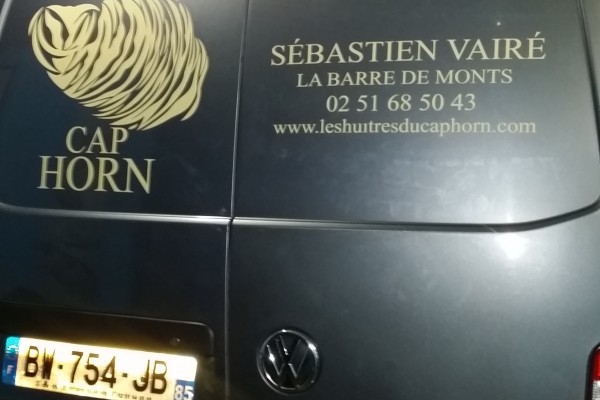 CAP
HORN
SÉBASTIEN VAIRÉ
LA BARRE DE MONTS
02 51 68 50 43
www.leshuitresducaphorn.com
F
BW-754-JB
85